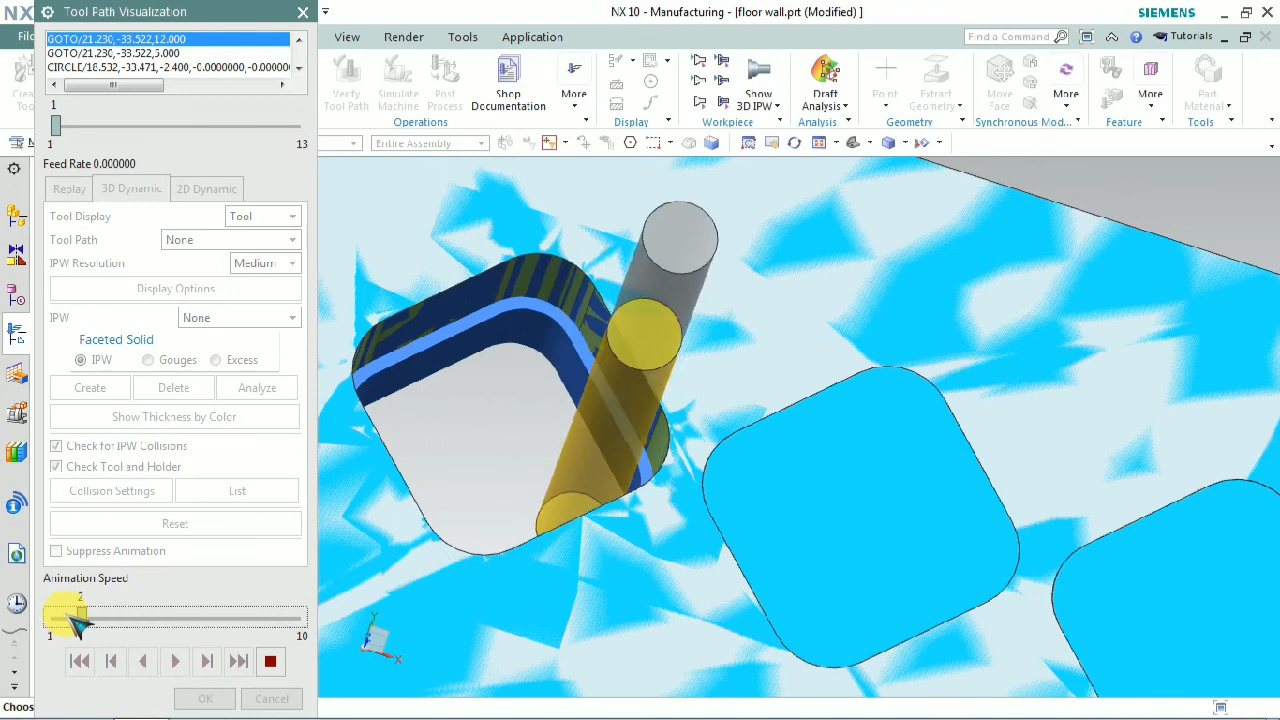 NX
Tool Path Visualization
NX 10 - Manufacturing - [floor wall.prt (Modified) ]
SIEMENS
View
Render
Tools
Application
Find a Command
Tutorials
GOTO/21.230,-33.522,12.000
GOTO/21.230,-33.522,5.000
CIRCLE/18.532,-33.471,-2.400,-0.0000000,-0.00000
1
1
13
Feed Rate 0.000000
Replay
3D Dynamic
2D Dynamic
Tool Display
Tool
Tool Path
None
IPW Resolution
Medium
Display Options
IPW
None
Faceted Solid
IPW
Gouges
Excess
Create
Delete
Analyze
Show Thickness by Color
Check for IPW Collisions
Check Tool and Holder
Collision Settings
List
Reset
Suppress Animation
Animation Speed
2
1
10
OK
Cancel
Verify Tool Path
Simulate Machine
Post Process
Shop Documentation
More
Operations
Display
Show 3D IPW
Workpiece
Draft Analysis
Analysis
Point
Extract Geometry
Geometry
Move Face
More
Synchronous Mod...
More
Feature
Part Material
Tools
Entire Assembly
Y
X